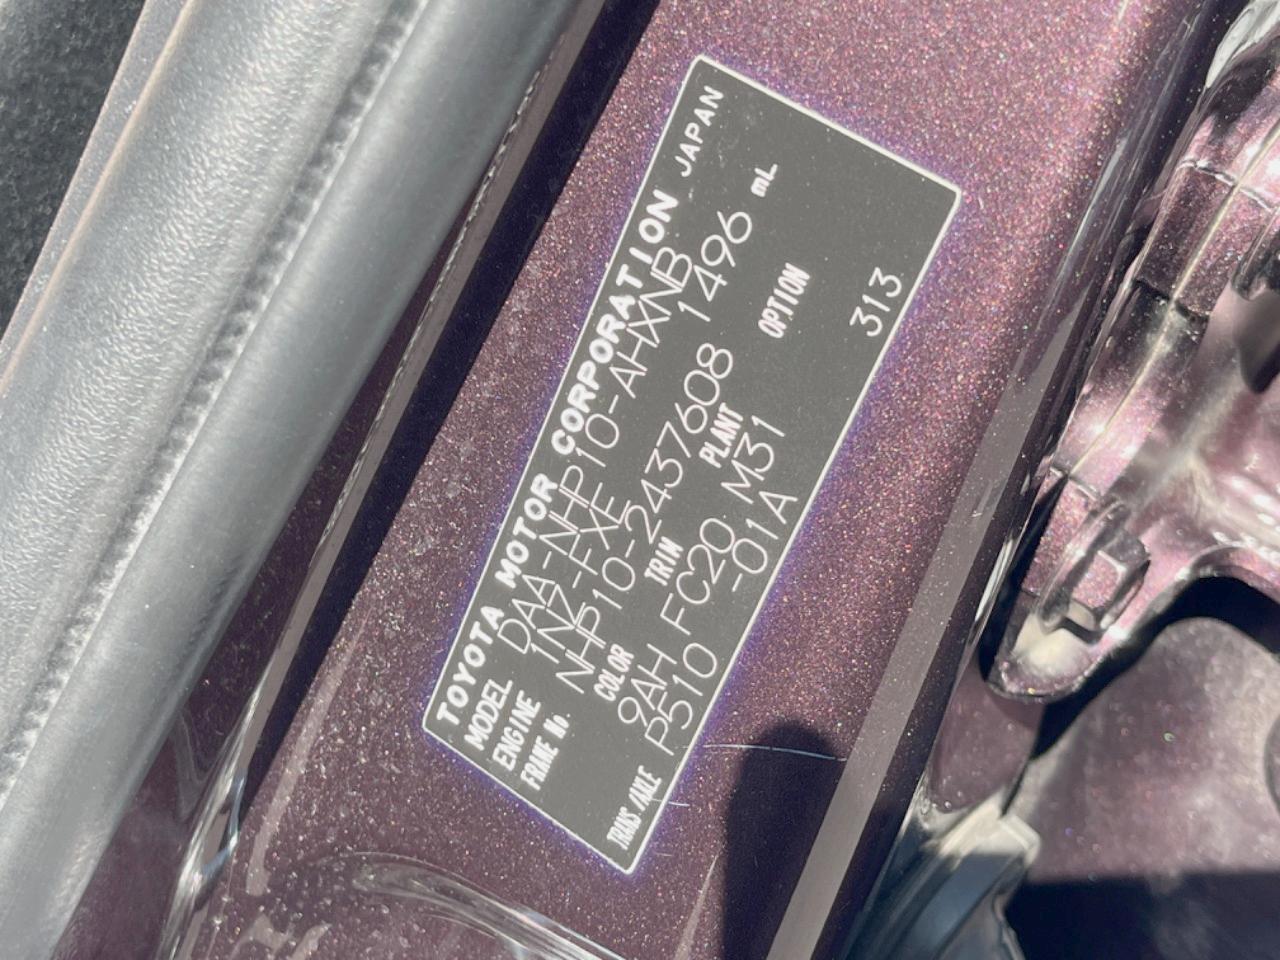 TOYOTA MOTOR CORPORATION JAPAN
MODEL DAA-NHP10-AHXNB
ENGINE 1NZ-FXE 1496 mL
FRAME No. NHP10-2437608
COLOR TRIM PLANT OPTION
9AH FC20 M31
TRANS/AXLE P510 -01A 313